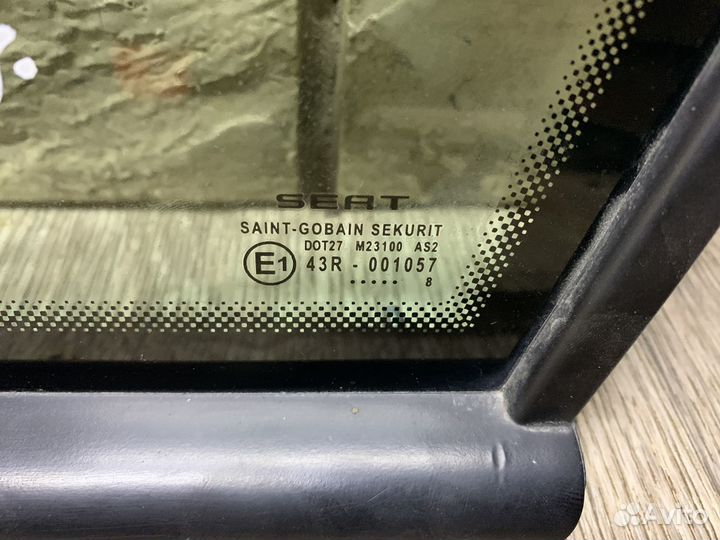 SEAT
SAINT-GOBAIN SEKURIT
DOT27 M23100 AS2
E1 43R - 001057
..... 8
Avito